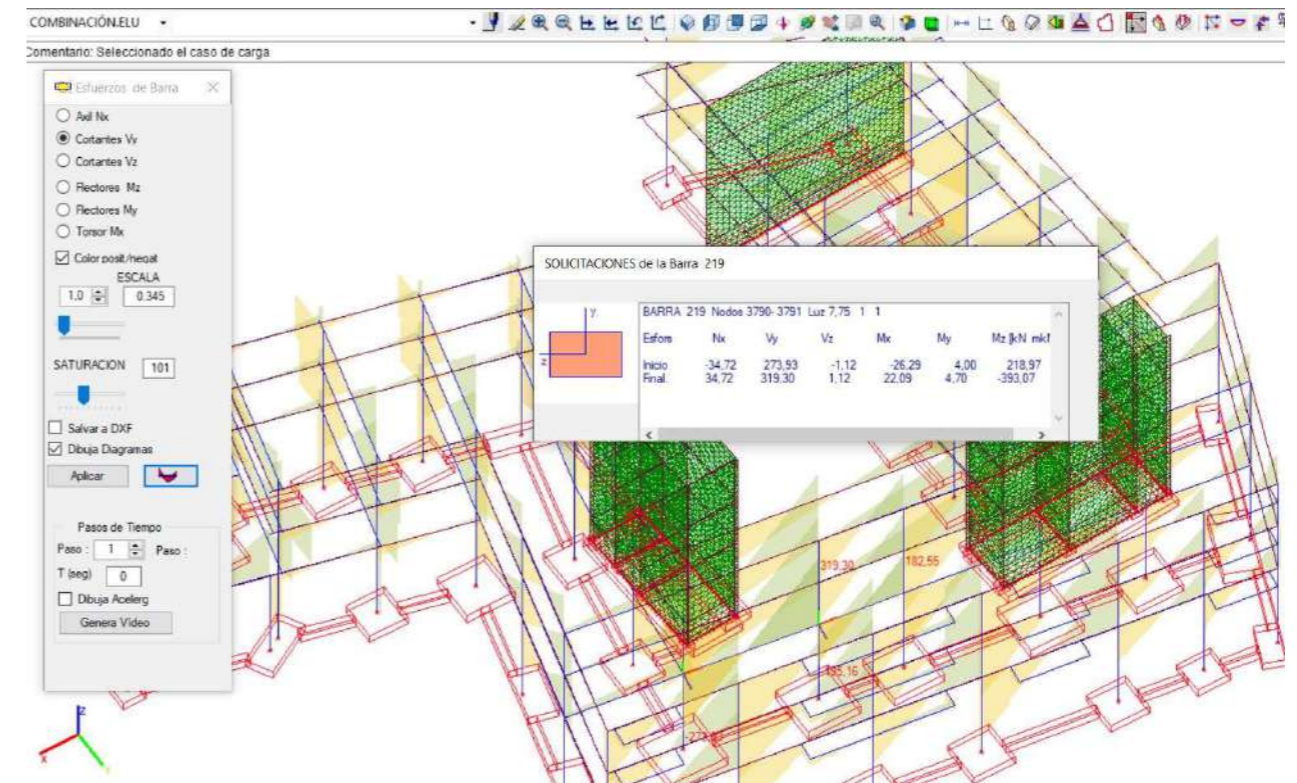 COMBINACIÓN.ELU
Comentario: Seleccionado el caso de carga
Esfuerzos de Barra
Axil Nx
Cortantes Vy
Cortantes Vz
Flectores Mz
Flectores My
Torsor Mx
Color posit/negat
ESCALA
1.0 0.345
SATURACION 101
Salvar a DXF
Dibuja Diagramas
Aplicar
Pasos de Tiempo
Paso : 1 Paso :
T (seg) 0
Dibuja Acelerg
Genera Vídeo
SOLICITACIONES de la Barra 219
y
z
BARRA 219 Nodos 3790-3791 Luz 7,75 1 1
Esfors Nx Vy Vz Mx My Mz [kN mkN
Inicio -34,72 273,93 -1,12 -26,29 4,00 218,97
Final. 34,72 319,30 1,12 22,09 4,70 -393,07
319,30
182,55
Z
X